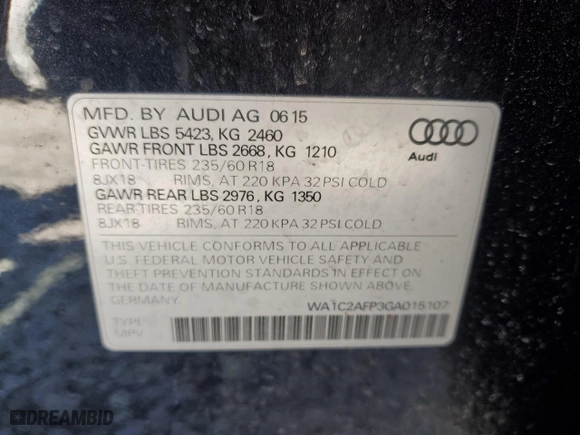 MFD. BY AUDI AG 0615
GVWR LBS 5423, KG 2460
GAWR FRONT LBS 2668, KG 1210
FRONT-TIRES 235/60 R18
8JX18 RIMS, AT 220 KPA 32 PSI COLD
GAWR REAR LBS 2976, KG 1350
REAR-TIRES 235/60 R18
8JX18 RIMS, AT 220 KPA 32 PSI COLD
Audi
THIS VEHICLE CONFORMS TO ALL APPLICABLE
U.S. FEDERAL MOTOR VEHICLE SAFETY AND
THEFT PREVENTION STANDARDS IN EFFECT ON
THE DATE OF MANUFACTURE SHOWN ABOVE.
GERMANY
WA1C2AFP3GA015107
TYPE:
MPV
DREAMBID